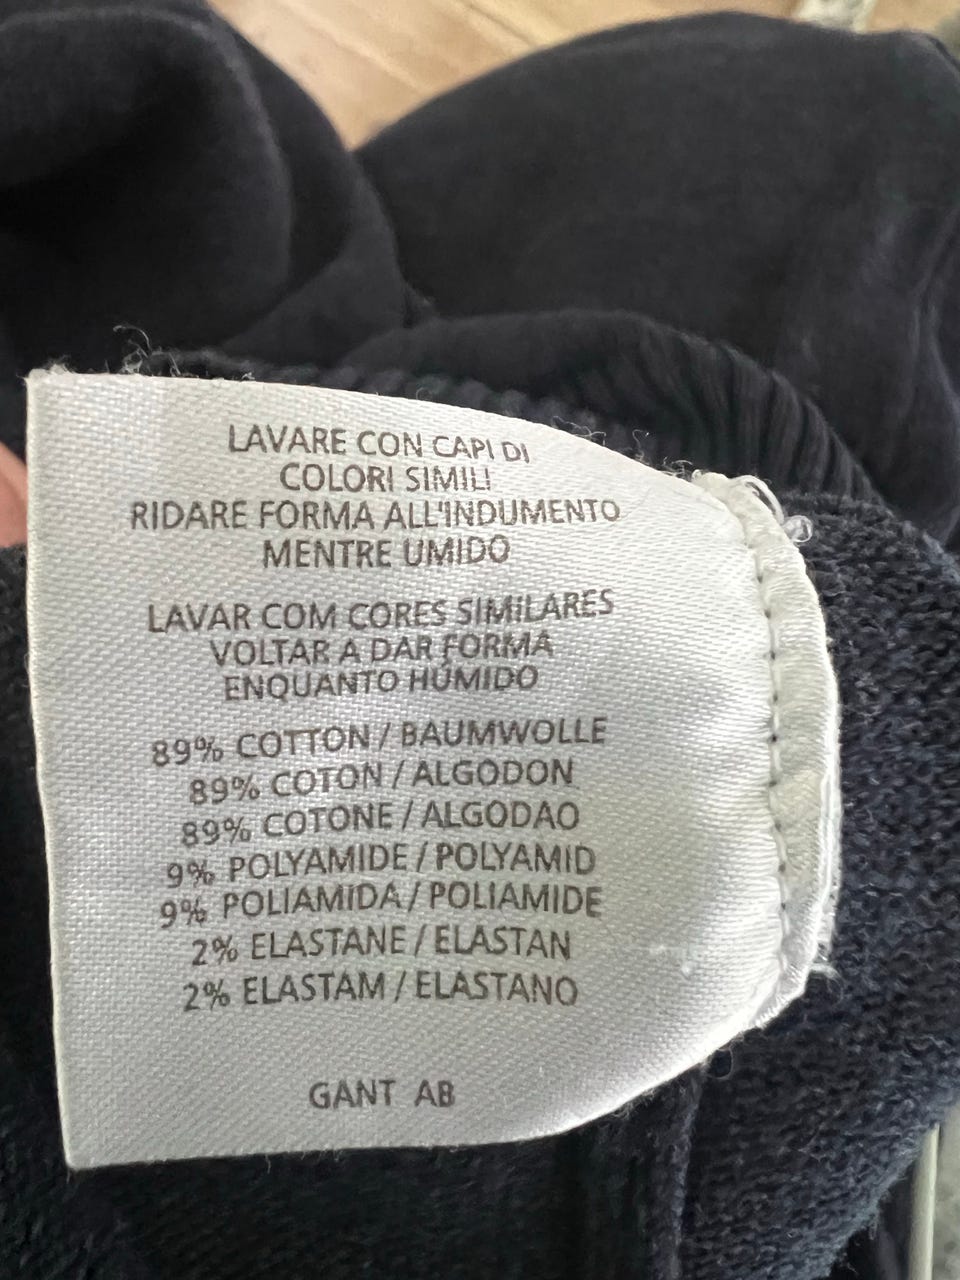 LAVARE CON CAPI DI
COLORI SIMILI
RIDARE FORMA ALL'INDUMENTO
MENTRE UMIDO
LAVAR COM CORES SIMILARES
VOLTAR A DAR FORMA
ENQUANTO HÚMIDO
89% COTTON / BAUMWOLLE
89% COTON / ALGODON
89% COTONE / ALGODAO
9% POLYAMIDE / POLYAMID
9% POLIAMIDA / POLIAMIDE
2% ELASTANE / ELASTAN
2% ELASTAM / ELASTANO
GANT AB